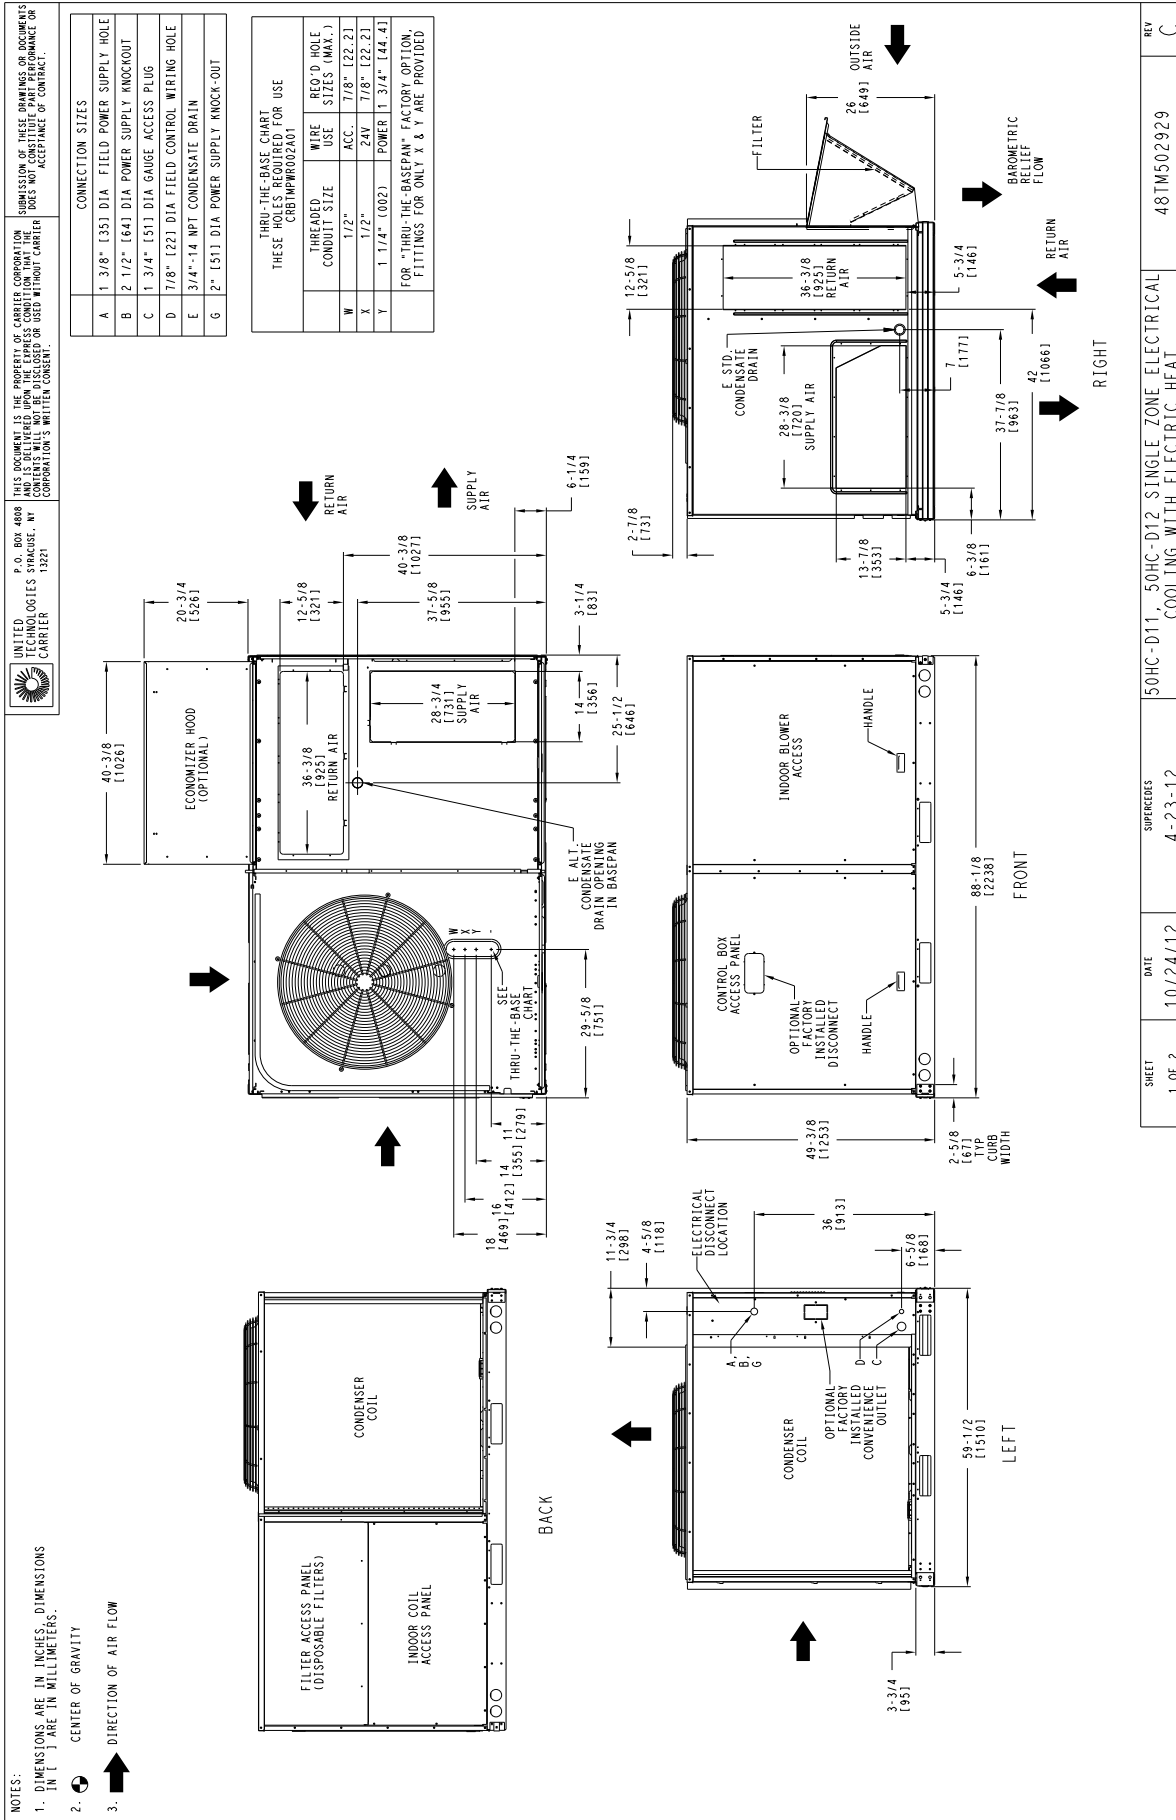 NOTES:
1. DIMENSIONS ARE IN INCHES, DIMENSIONS
IN [ ] ARE IN MILLIMETERS.
2. CENTER OF GRAVITY
3. DIRECTION OF AIR FLOW
UNITED
TECHNOLOGIES
CARRIER
P.O. BOX 4808
SYRACUSE, NY
13221
THIS DOCUMENT IS THE PROPERTY OF CARRIER CORPORATION
AND IS DELIVERED UPON THE EXPRESS CONDITION THAT THE
CONTENTS WILL NOT BE DISCLOSED OR USED WITHOUT CARRIER
CORPORATION'S WRITTEN CONSENT.
SUBMISSION OF THESE DRAWINGS OR DOCUMENTS
DOES NOT CONSTITUTE PART PERFORMANCE OR
ACCEPTANCE OF CONTRACT.
CONNECTION SIZES
A 1 3/8" [35] DIA FIELD POWER SUPPLY HOLE
B 2 1/2" [64] DIA POWER SUPPLY KNOCKOUT
C 1 3/4" [51] DIA GAUGE ACCESS PLUG
D 7/8" [22] DIA FIELD CONTROL WIRING HOLE
E 3/4"-14 NPT CONDENSATE DRAIN
G 2" [51] DIA POWER SUPPLY KNOCK-OUT
THRU-THE-BASE CHART
THESE HOLES REQUIRED FOR USE
CRBTMPWR002A01
THREADED
CONDUIT SIZE
WIRE
USE
REQ'D HOLE
SIZES (MAX.)
W 1/2" ACC. 7/8" [22.2]
X 1/2" 24V 7/8" [22.2]
Y 1 1/4" (002) POWER 1 3/4" [44.4]
FOR "THRU-THE-BASEPAN" FACTORY OPTION,
FITTINGS FOR ONLY X & Y ARE PROVIDED
FILTER ACCESS PANEL
(DISPOSABLE FILTERS)
INDOOR COIL
ACCESS PANEL
CONDENSER
COIL
BACK
40-3/8
[1026]
20-3/4
[526]
ECONOMIZER HOOD
(OPTIONAL)
12-5/8
[321]
36-3/8
[925]
RETURN AIR
RETURN
AIR
40-3/8
[1027]
37-5/8
[955]
28-3/4
[731]
SUPPLY
AIR
SUPPLY
AIR
6-1/4
[159]
3-1/4
[83]
14
[356]
25-1/2
[646]
E ALT.
CONDENSATE
DRAIN OPENING
IN BASEPAN
W
X
Y
-
SEE
THRU-THE-BASE
CHART
29-5/8
[751]
11
[279]
14
[355]
16
[412]
18
[469]
11-3/4
[298]
4-5/8
[118]
ELECTRICAL
DISCONNECT
LOCATION
36
[913]
6-5/8
[168]
A,
B,
G
D
C
CONDENSER
COIL
OPTIONAL
FACTORY
INSTALLED
CONVENIENCE
OUTLET
59-1/2
[1510]
3-3/4
[95]
LEFT
49-3/8
[1253]
2-5/8
[67]
TYP
CURB
WIDTH
CONTROL BOX
ACCESS PANEL
OPTIONAL
FACTORY
INSTALLED
DISCONNECT
HANDLE
INDOOR BLOWER
ACCESS
HANDLE
88-1/8
[2238]
FRONT
2-7/8
[73]
12-5/8
[321]
E STD.
CONDENSATE
DRAIN
28-3/8
[720]
SUPPLY AIR
36-3/8
[925]
RETURN
AIR
FILTER
26
[649]
OUTSIDE
AIR
BAROMETRIC
RELIEF
FLOW
RETURN
AIR
5-3/4
[146]
7
[177]
42
[1066]
37-7/8
[963]
13-7/8
[353]
6-3/8
[161]
5-3/4
[146]
RIGHT
SHEET
1 OF 2
DATE
10/24/12
SUPERCEDES
4-23-12
50HC-D11, 50HC-D12 SINGLE ZONE ELECTRICAL
COOLING WITH ELECTRIC HEAT
48TM502929
REV
C